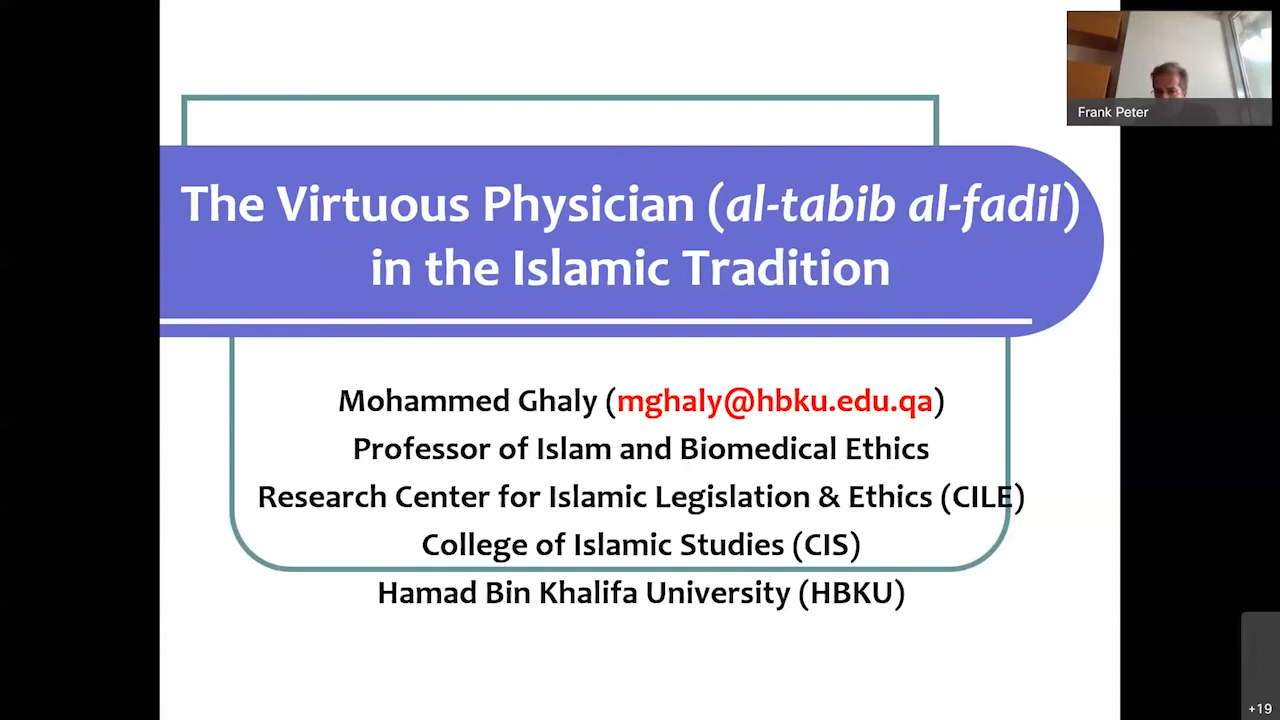 The Virtuous Physician (al-tabib al-fadil)
in the Islamic Tradition
Mohammed Ghaly (mghaly@hbku.edu.qa)
Professor of Islam and Biomedical Ethics
Research Center for Islamic Legislation & Ethics (CILE)
College of Islamic Studies (CIS)
Hamad Bin Khalifa University (HBKU)
Frank Peter
+19